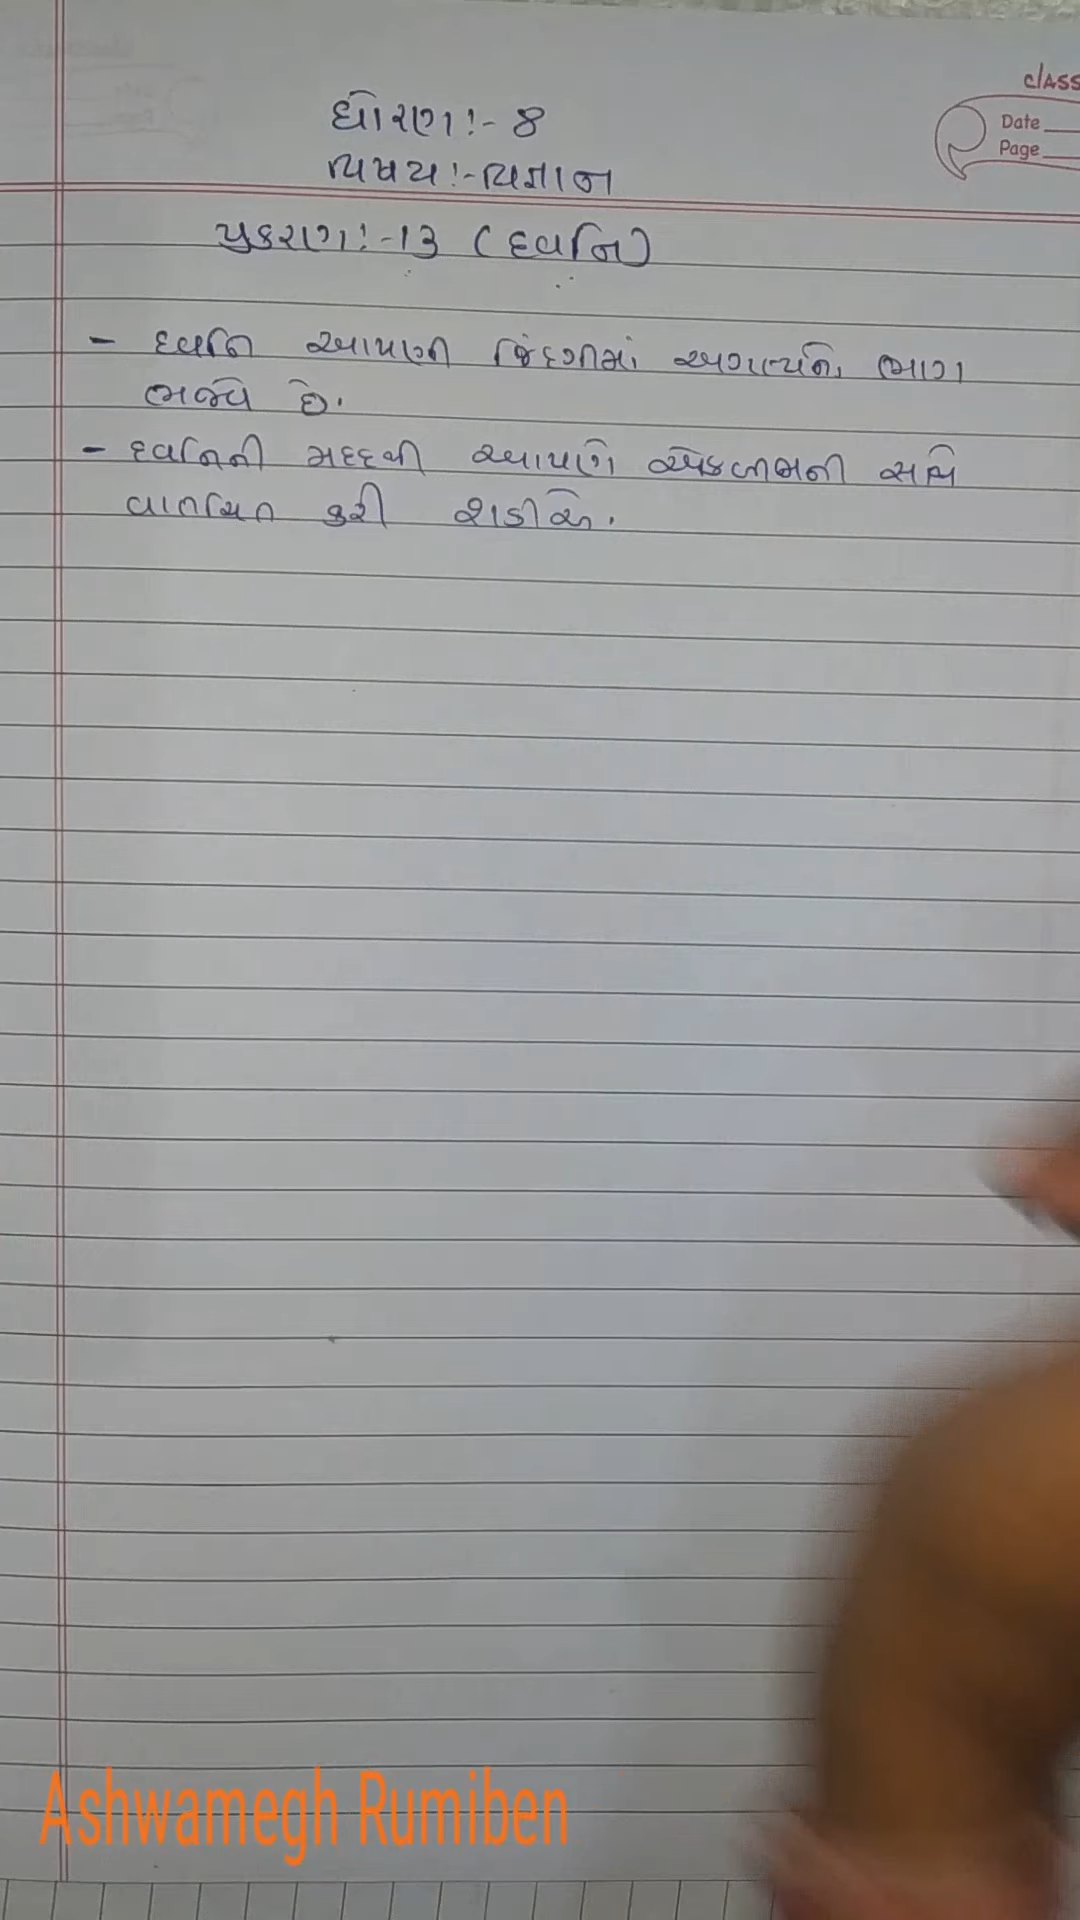 CLASS
Date
Page
ધોરણ:- 8
વિષય:- વિજ્ઞાન
પ્રકરણ:- 13 (ધ્વનિ)
- ધ્વનિ આપણી જિંદગીમાં અગત્યનો ભાગ
ભજવે છે.
- ધ્વનિની મદદથી આપણે એકબીજાની સાથે
વાતચિત કરી શકીએ.
Ashwamegh Rumiben